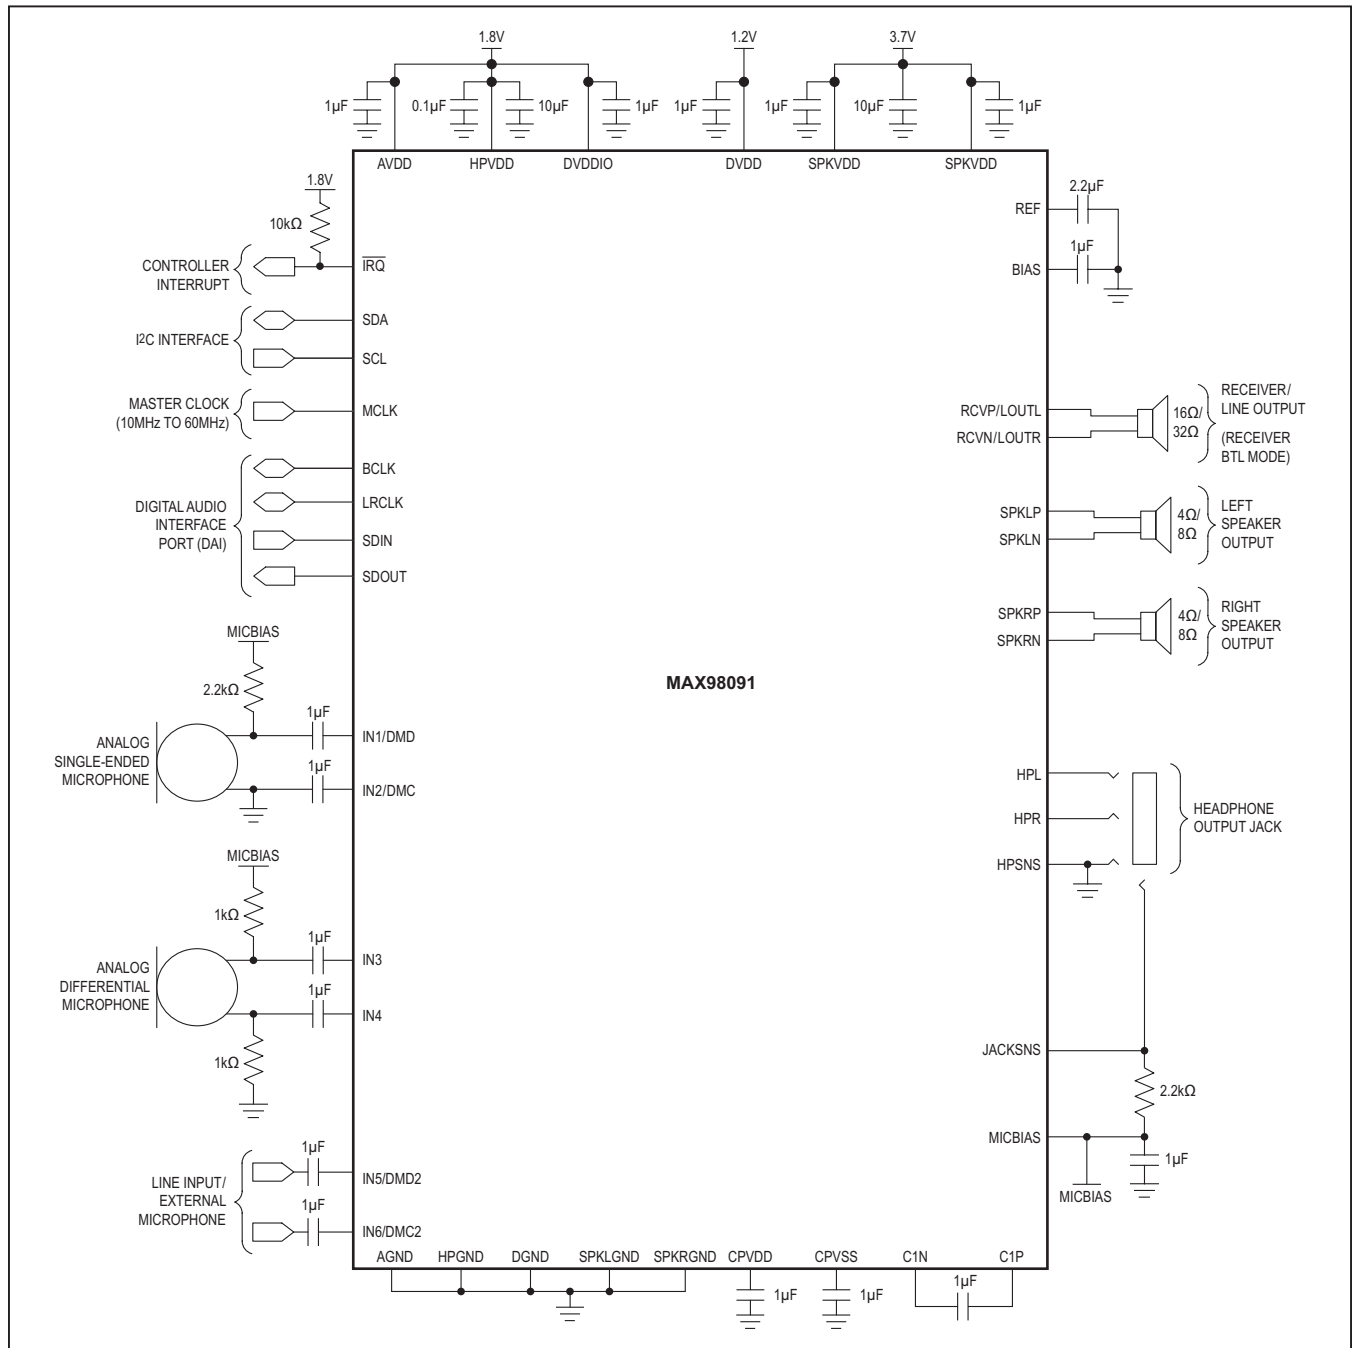 1.8V
1.2V
3.7V
1µF
0.1µF
10µF
1µF
1µF
1µF
10µF
1µF
AVDD
HPVDD
DVDDIO
DVDD
SPKVDD
SPKVDD
1.8V
10kΩ
CONTROLLER
INTERRUPT
IRQ
I2C INTERFACE
SDA
SCL
MASTER CLOCK
(10MHz TO 60MHz)
MCLK
DIGITAL AUDIO
INTERFACE
PORT (DAI)
BCLK
LRCLK
SDIN
SDOUT
MICBIAS
2.2kΩ
1µF
ANALOG
SINGLE-ENDED
MICROPHONE
IN1/DMD
1µF
IN2/DMC
MICBIAS
1kΩ
1µF
ANALOG
DIFFERENTIAL
MICROPHONE
IN3
1µF
IN4
1kΩ
LINE INPUT/
EXTERNAL
MICROPHONE
1µF
IN5/DMD2
1µF
IN6/DMC2
MAX98091
REF
2.2µF
BIAS
1µF
RCVP/LOUTL
RCVN/LOUTR
16Ω/
32Ω
RECEIVER/
LINE OUTPUT
(RECEIVER
BTL MODE)
SPKLP
SPKLN
4Ω/
8Ω
LEFT
SPEAKER
OUTPUT
SPKRP
SPKRN
4Ω/
8Ω
RIGHT
SPEAKER
OUTPUT
HPL
HPR
HPSNS
HEADPHONE
OUTPUT JACK
JACKSNS
2.2kΩ
MICBIAS
1µF
MICBIAS
AGND
HPGND
DGND
SPKLGND
SPKRGND
CPVDD
CPVSS
C1N
C1P
1µF
1µF
1µF